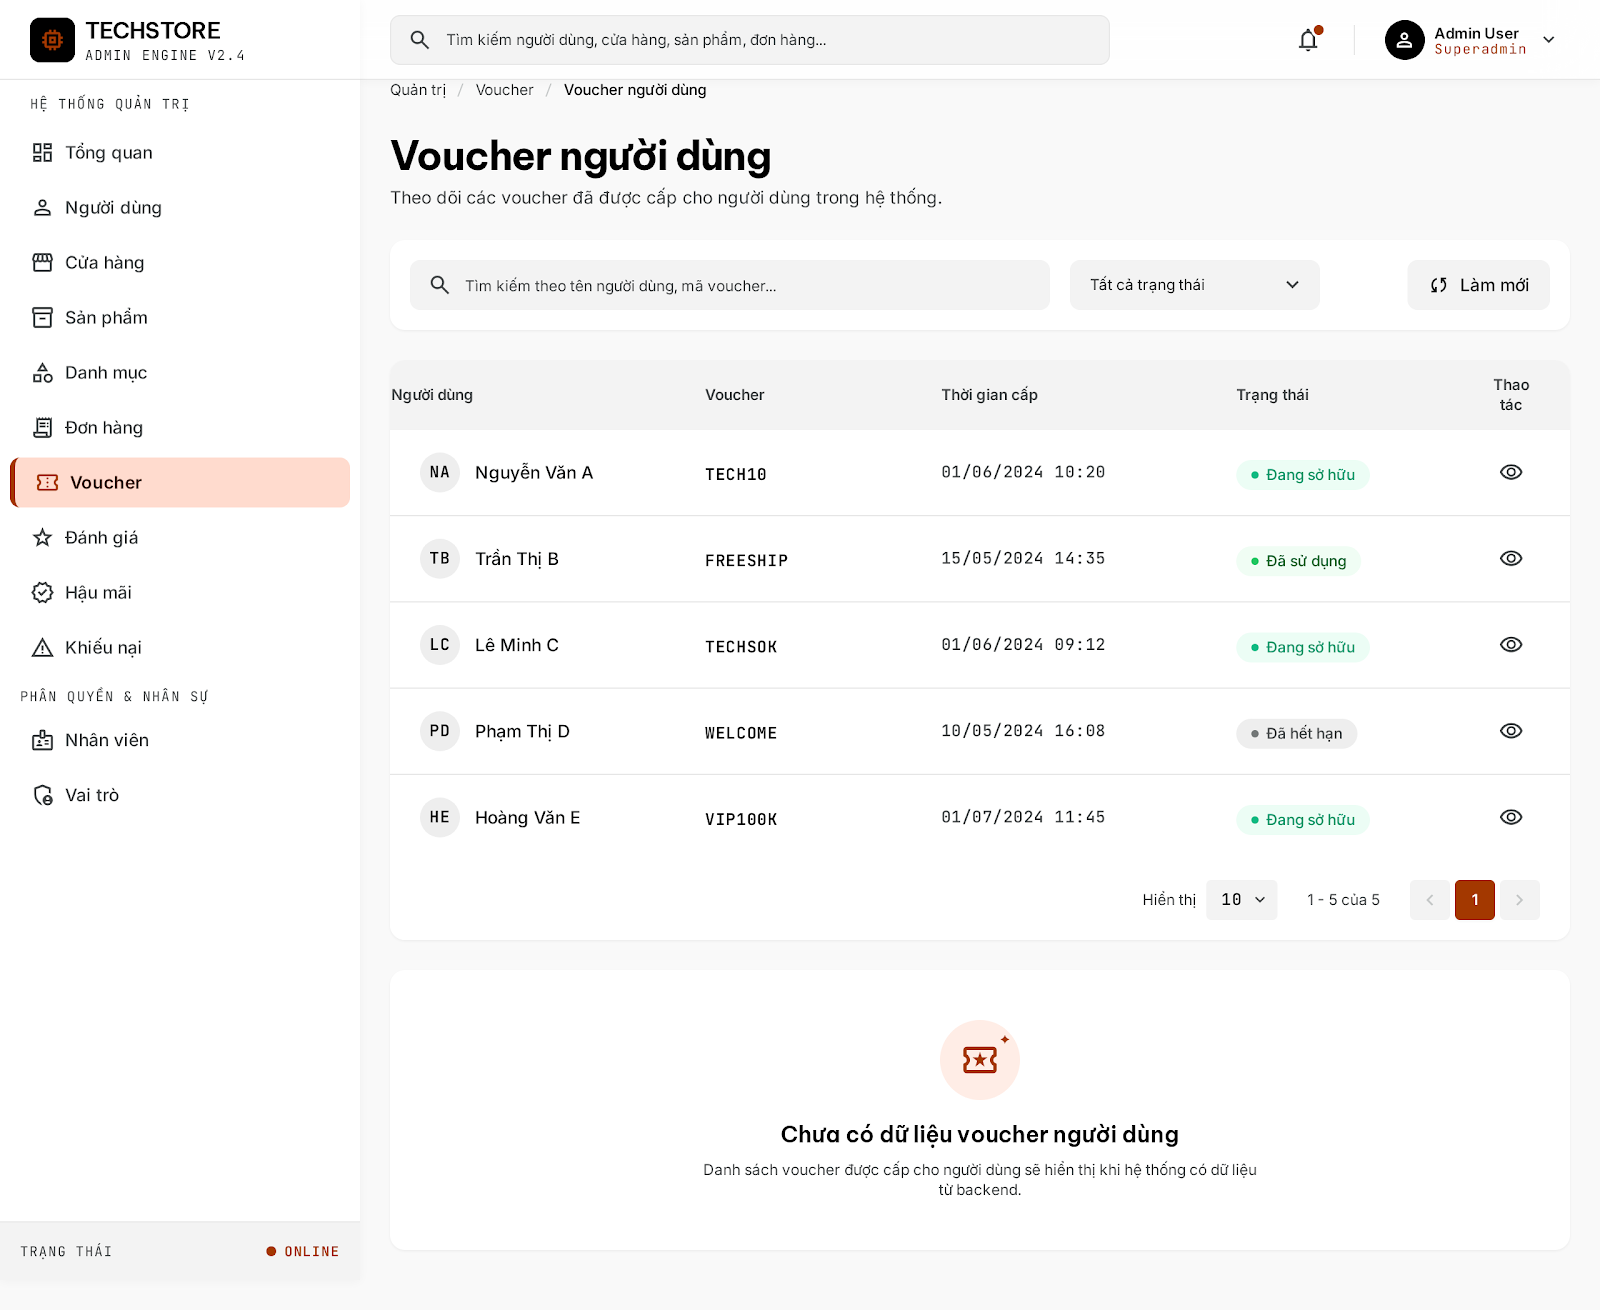 TECHSTORE
ADMIN ENGINE V2.4
Tìm kiếm người dùng, cửa hàng, sản phẩm, đơn hàng...
Admin User
Superadmin
HỆ THỐNG QUẢN TRỊ
Tổng quan
Người dùng
Cửa hàng
Sản phẩm
Danh mục
Đơn hàng
Voucher
Đánh giá
Hậu mãi
Khiếu nại
PHÂN QUYỀN & NHÂN SỰ
Nhân viên
Vai trò
TRẠNG THÁI
ONLINE
Quản trị / Voucher / Voucher người dùng
Voucher người dùng
Theo dõi các voucher đã được cấp cho người dùng trong hệ thống.
Tìm kiếm theo tên người dùng, mã voucher...
Tất cả trạng thái
Làm mới
Người dùng Voucher Thời gian cấp Trạng thái Thao tác
NA Nguyễn Văn A TECH10 01/06/2024 10:20 Đang sở hữu
TB Trần Thị B FREESHIP 15/05/2024 14:35 Đã sử dụng
LC Lê Minh C TECHSOK 01/06/2024 09:12 Đang sở hữu
PD Phạm Thị D WELCOME 10/05/2024 16:08 Đã hết hạn
HE Hoàng Văn E VIP100K 01/07/2024 11:45 Đang sở hữu
Hiển thị 10 1 - 5 của 5 1
Chưa có dữ liệu voucher người dùng
Danh sách voucher được cấp cho người dùng sẽ hiển thị khi hệ thống có dữ liệu
từ backend.